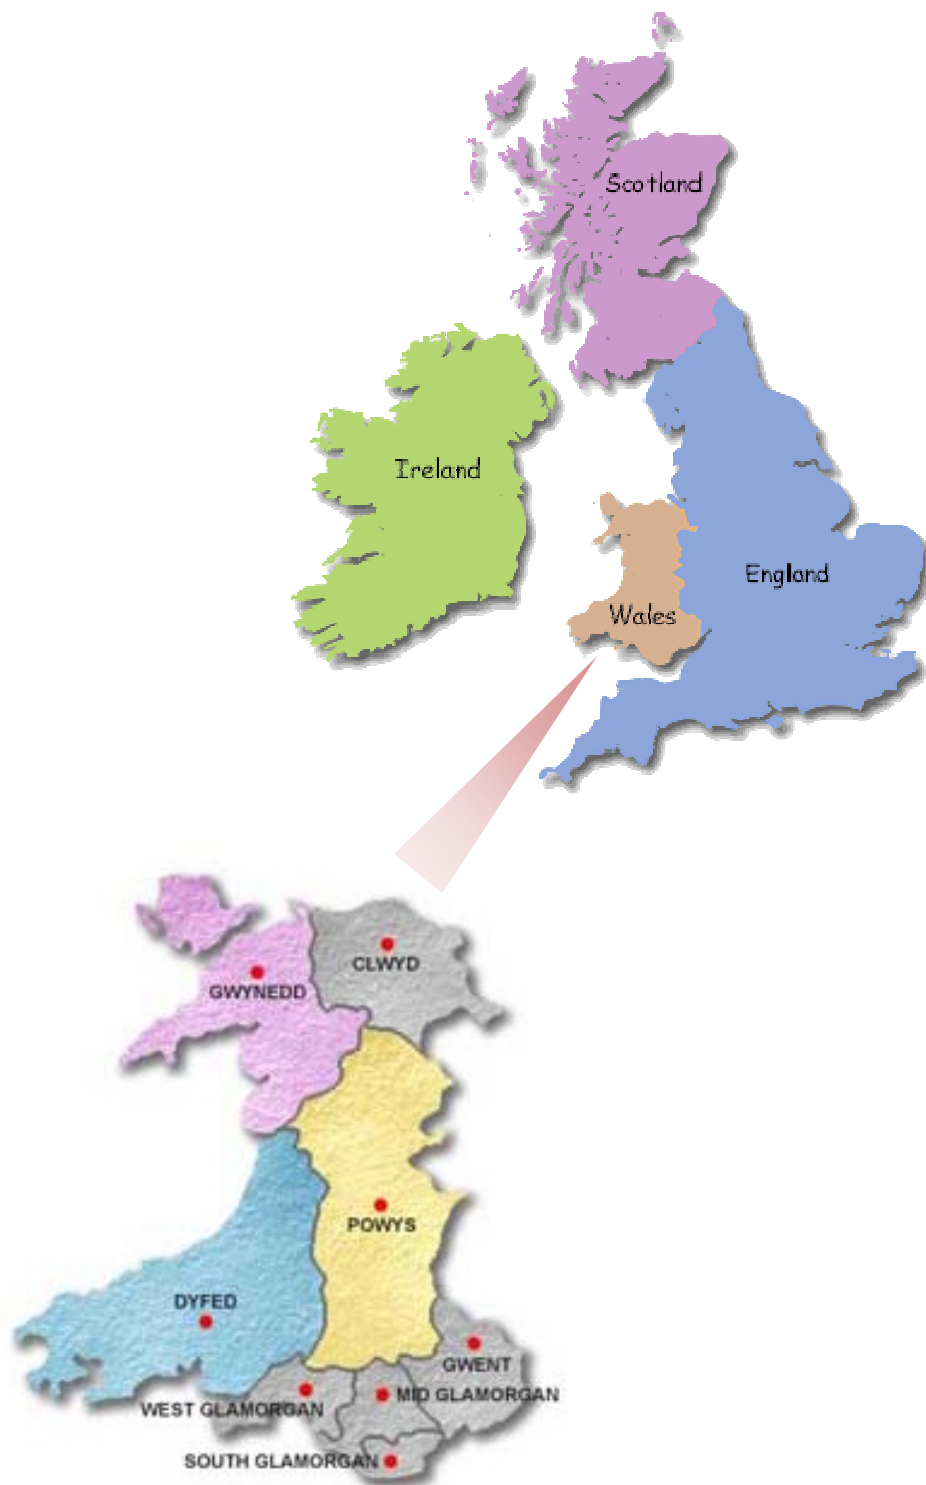 Scotland
Ireland
England
Wales
CLWYD
GWYNEDD
POWYS
DYFED
GWENT
MID GLAMORGAN
WEST GLAMORGAN
SOUTH GLAMORGAN